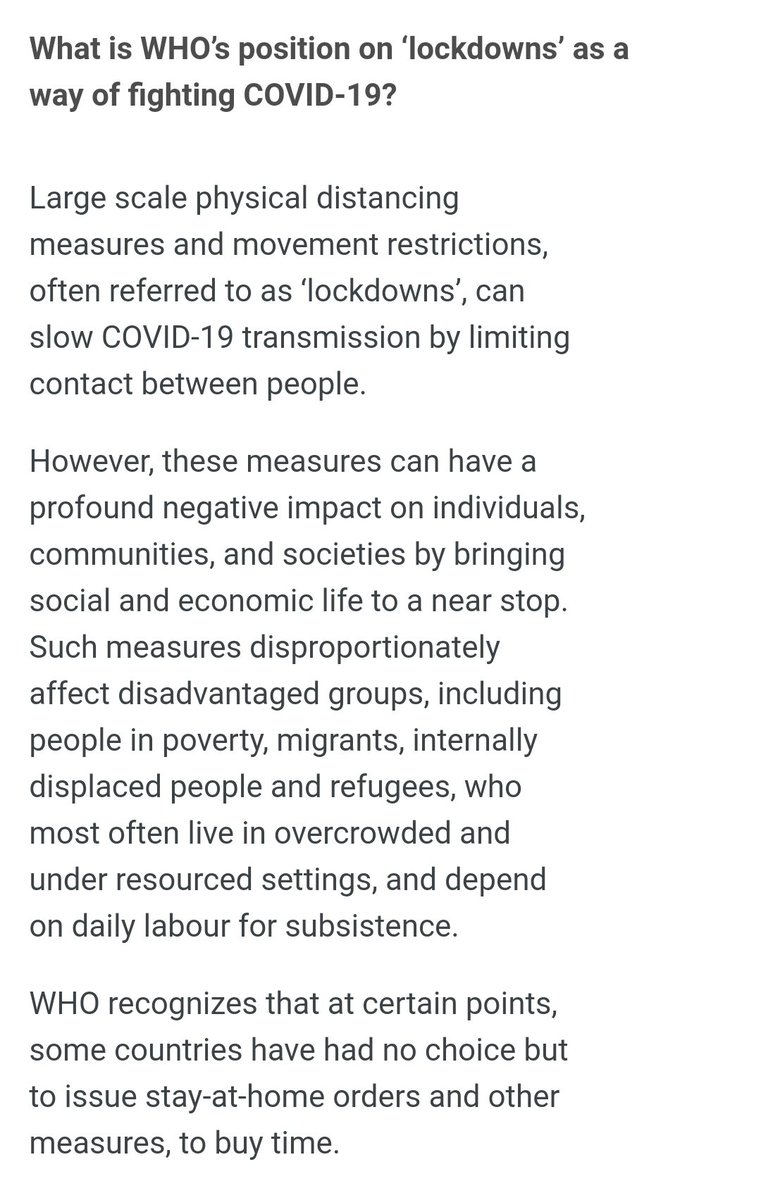 What is WHO’s position on ‘lockdowns’ as a
way of fighting COVID-19?
Large scale physical distancing
measures and movement restrictions,
often referred to as ‘lockdowns’, can
slow COVID-19 transmission by limiting
contact between people.
However, these measures can have a
profound negative impact on individuals,
communities, and societies by bringing
social and economic life to a near stop.
Such measures disproportionately
affect disadvantaged groups, including
people in poverty, migrants, internally
displaced people and refugees, who
most often live in overcrowded and
under resourced settings, and depend
on daily labour for subsistence.
WHO recognizes that at certain points,
some countries have had no choice but
to issue stay-at-home orders and other
measures, to buy time.